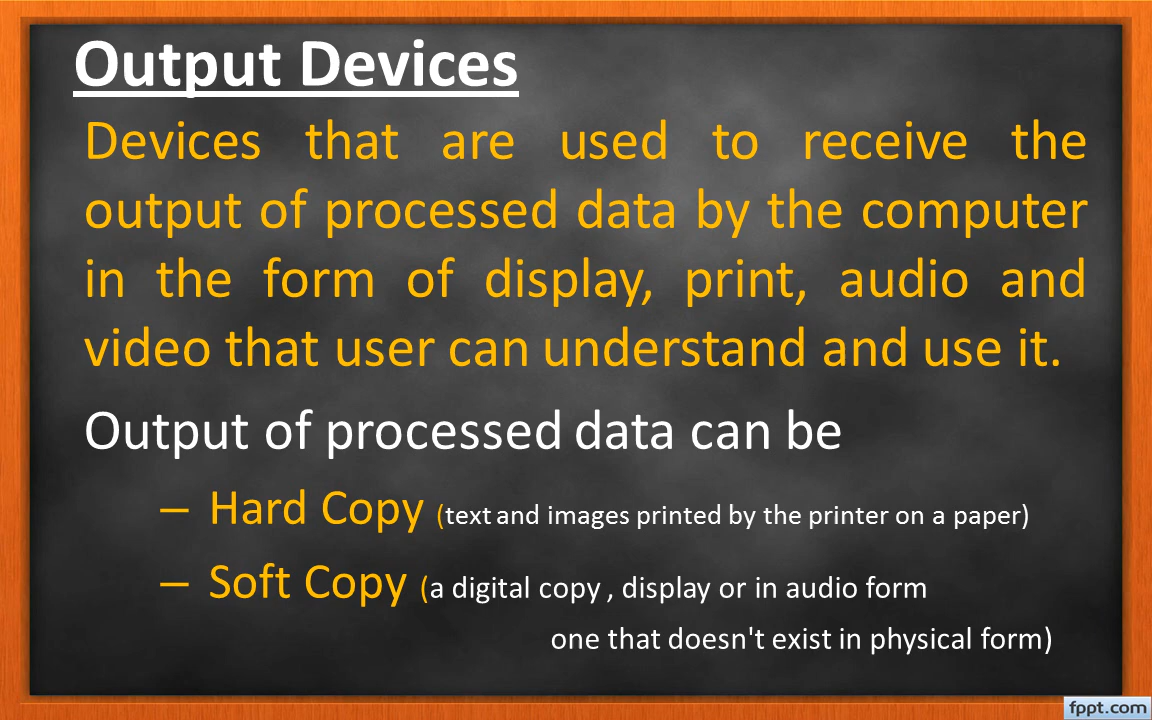 Output Devices
Devices that are used to receive the
output of processed data by the computer
in the form of display, print, audio and
video that user can understand and use it.
Output of processed data can be
– Hard Copy (text and images printed by the printer on a paper)
– Soft Copy (a digital copy , display or in audio form
one that doesn't exist in physical form)
fppt.com